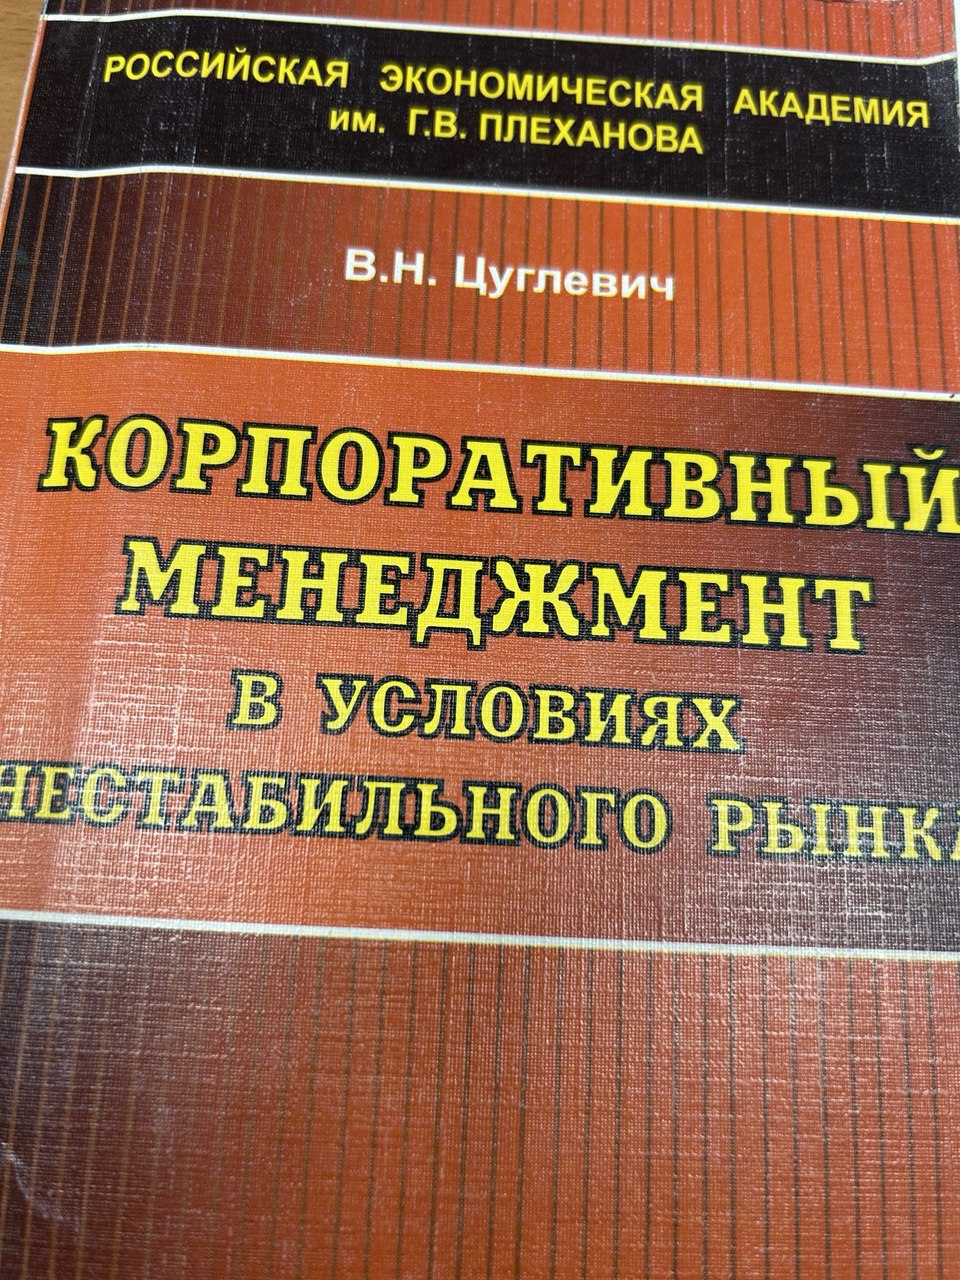 РОССИЙСКАЯ ЭКОНОМИЧЕСКАЯ АКАДЕМИЯ
им. Г.В. ПЛЕХАНОВА
В.Н. Цуглевич
КОРПОРАТИВНЫЙ
МЕНЕДЖМЕНТ
В УСЛОВИЯХ
НЕСТАБИЛЬНОГО РЫНКА